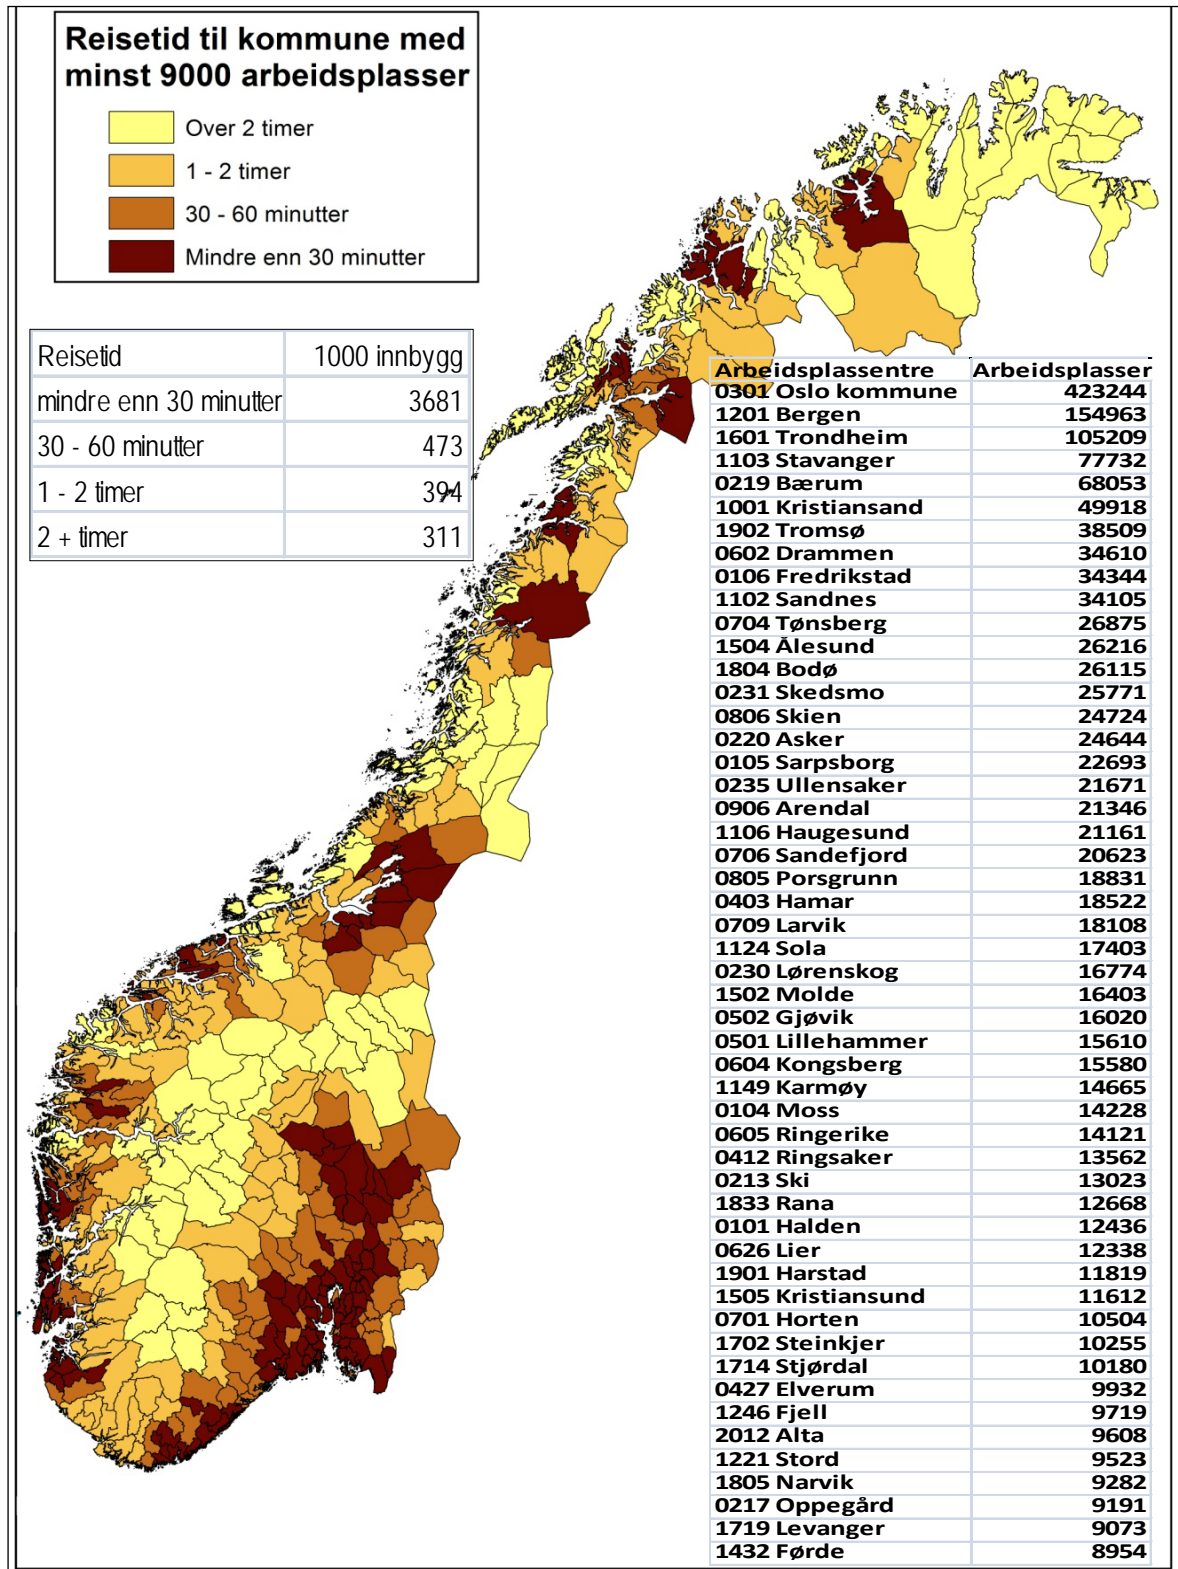 Reisetid til kommune med
minst 9000 arbeidsplasser
Over 2 timer
1 - 2 timer
30 - 60 minutter
Mindre enn 30 minutter
Reisetid 1000 innbygg
mindre enn 30 minutter 3681
30 - 60 minutter 473
1 - 2 timer 394
2 + timer 311
Arbeidsplassentre Arbeidsplasser
0301 Oslo kommune 423244
1201 Bergen 154963
1601 Trondheim 105209
1103 Stavanger 77732
0219 Bærum 68053
1001 Kristiansand 49918
1902 Tromsø 38509
0602 Drammen 34610
0106 Fredrikstad 34344
1102 Sandnes 34105
0704 Tønsberg 26875
1504 Ålesund 26216
1804 Bodø 26115
0231 Skedsmo 25771
0806 Skien 24724
0220 Asker 24644
0105 Sarpsborg 22693
0235 Ullensaker 21671
0906 Arendal 21346
1106 Haugesund 21161
0706 Sandefjord 20623
0805 Porsgrunn 18831
0403 Hamar 18522
0709 Larvik 18108
1124 Sola 17403
0230 Lørenskog 16774
1502 Molde 16403
0502 Gjøvik 16020
0501 Lillehammer 15610
0604 Kongsberg 15580
1149 Karmøy 14665
0104 Moss 14228
0605 Ringerike 14121
0412 Ringsaker 13562
0213 Ski 13023
1833 Rana 12668
0101 Halden 12436
0626 Lier 12338
1901 Harstad 11819
1505 Kristiansund 11612
0701 Horten 10504
1702 Steinkjer 10255
1714 Stjørdal 10180
0427 Elverum 9932
1246 Fjell 9719
2012 Alta 9608
1221 Stord 9523
1805 Narvik 9282
0217 Oppegård 9191
1719 Levanger 9073
1432 Førde 8954